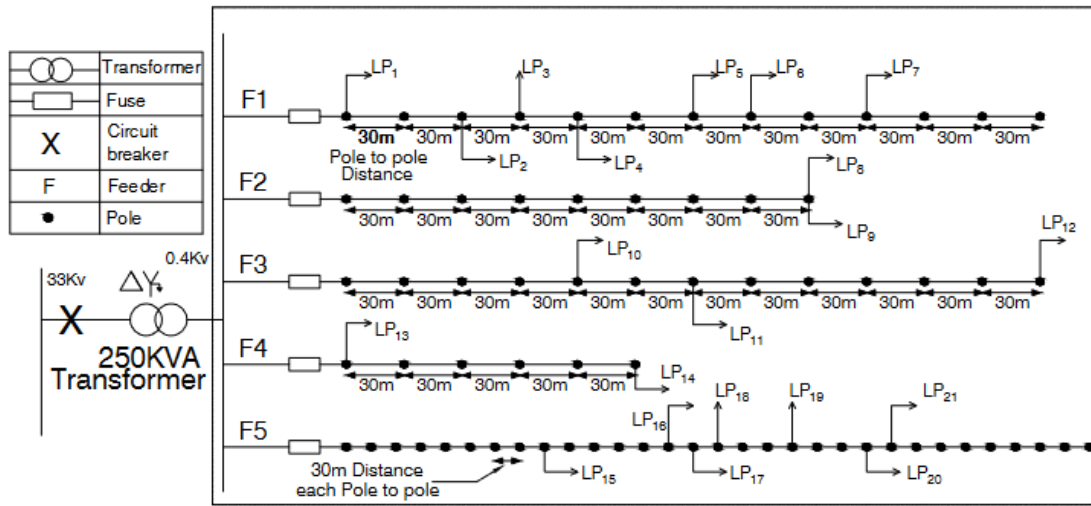 Transformer
Fuse
X Circuit
breaker
F Feeder
Pole
33Kv
0.4Kv
X
250KVA
Transformer
F1
LP1
LP3
LP5
LP6
LP7
30m 30m 30m 30m 30m 30m 30m 30m 30m 30m 30m 30m
Pole to pole
Distance
LP2
LP4
F2
LP8
30m 30m 30m 30m 30m 30m 30m 30m
LP9
F3
LP10
LP12
30m 30m 30m 30m 30m 30m 30m 30m 30m 30m 30m 30m
LP11
F4
LP13
30m 30m 30m 30m 30m
LP14
F5
LP16
LP18
LP19
LP21
30m Distance
each Pole to pole
LP15
LP17
LP20